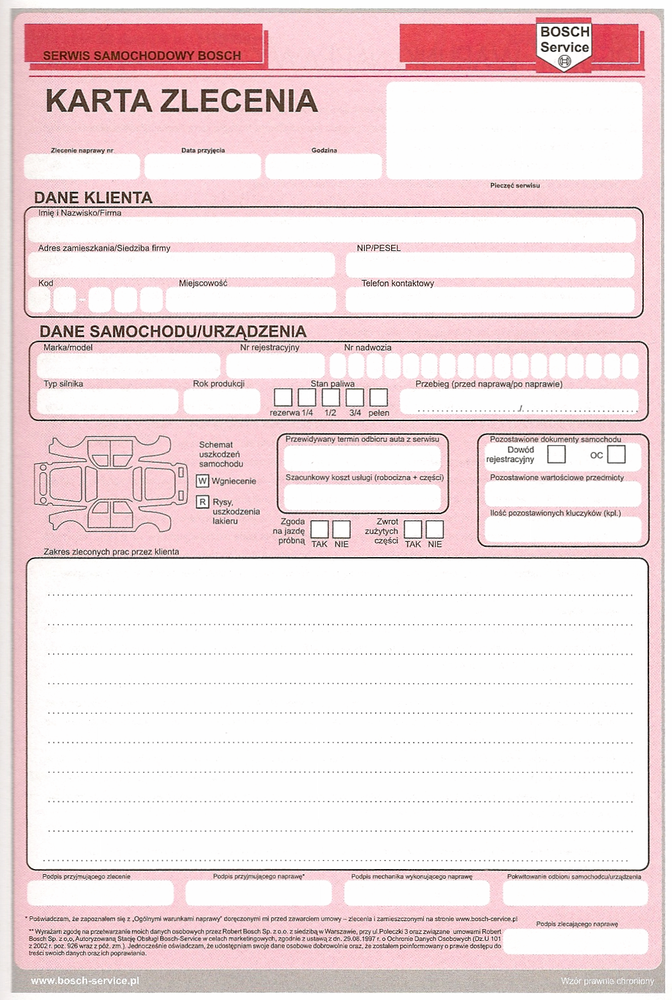 SERWIS SAMOCHODOWY BOSCH
BOSCH
Service
KARTA ZLECENIA
Zlecenie naprawy nr
Data przyjęcia
Godzina
Pieczęć serwisu
DANE KLIENTA
Imię i Nazwisko/Firma
Adres zamieszkania/Siedziba firmy
NIP/PESEL
Kod
Miejscowość
Telefon kontaktowy
-
DANE SAMOCHODU/URZĄDZENIA
Marka/model
Nr rejestracyjny
Nr nadwozia
Typ silnika
Rok produkcji
Stan paliwa
Przebieg (przed naprawą/po naprawie)
/
rezerwa 1/4 1/2 3/4 pełen
Schemat
uszkodzeń
samochodu
W Wgniecenie
R Rysy,
uszkodzenia
lakieru
Przewidywany termin odbioru auta z serwisu
Szacunkowy koszt usługi (robocizna + części)
Zgoda
na jazdę
próbną
TAK NIE
Zwrot
zużytych
części
TAK NIE
Pozostawione dokumenty samochodu
Dowód
rejestracyjny
OC
Pozostawione wartościowe przedmioty
Ilość pozostawionych kluczyków (kpl.)
Zakres zleconych prac przez klienta
Podpis przyjmującego zlecenie
Podpis przyjmującego naprawę*
Podpis mechanika wykonującego naprawę
Pokwitowanie odbioru samochodcu/urządzenia
* Poświadczam, że zapoznałem się z „Ogólnymi warunkami naprawy” doręczonymi mi przed zawarciem umowy – zlecenia i zamieszczonymi na stronie www.bosch-service.pl
** Wyrażam zgodę na przetwarzanie moich danych osobowych przez Robert Bosch Sp. z o.o. z siedzibą w Warszawie, przy ul.Poleczki 3 oraz związane umowami Robert
Bosch Sp. z o,o, Autoryzowaną Stację Obsługi Bosch-Service w celach marketingowych, zgodnie z ustawą z dn. 29.08.1997 r. o Ochronie Danych Osobowych (Dz.U 101
z 2002 r. poz. 926 wraz z póź. zm.). Jednocześnie oświadczam, że udostępniam swoje dane osobowe dobrowolnie oraz, że zostałem poinformowany o prawie dostępu do
treści swoich danych oraz ich poprawiania.
Podpis zlecającego naprawę
www.bosch-service.pl
Wzór prawnie chroniony